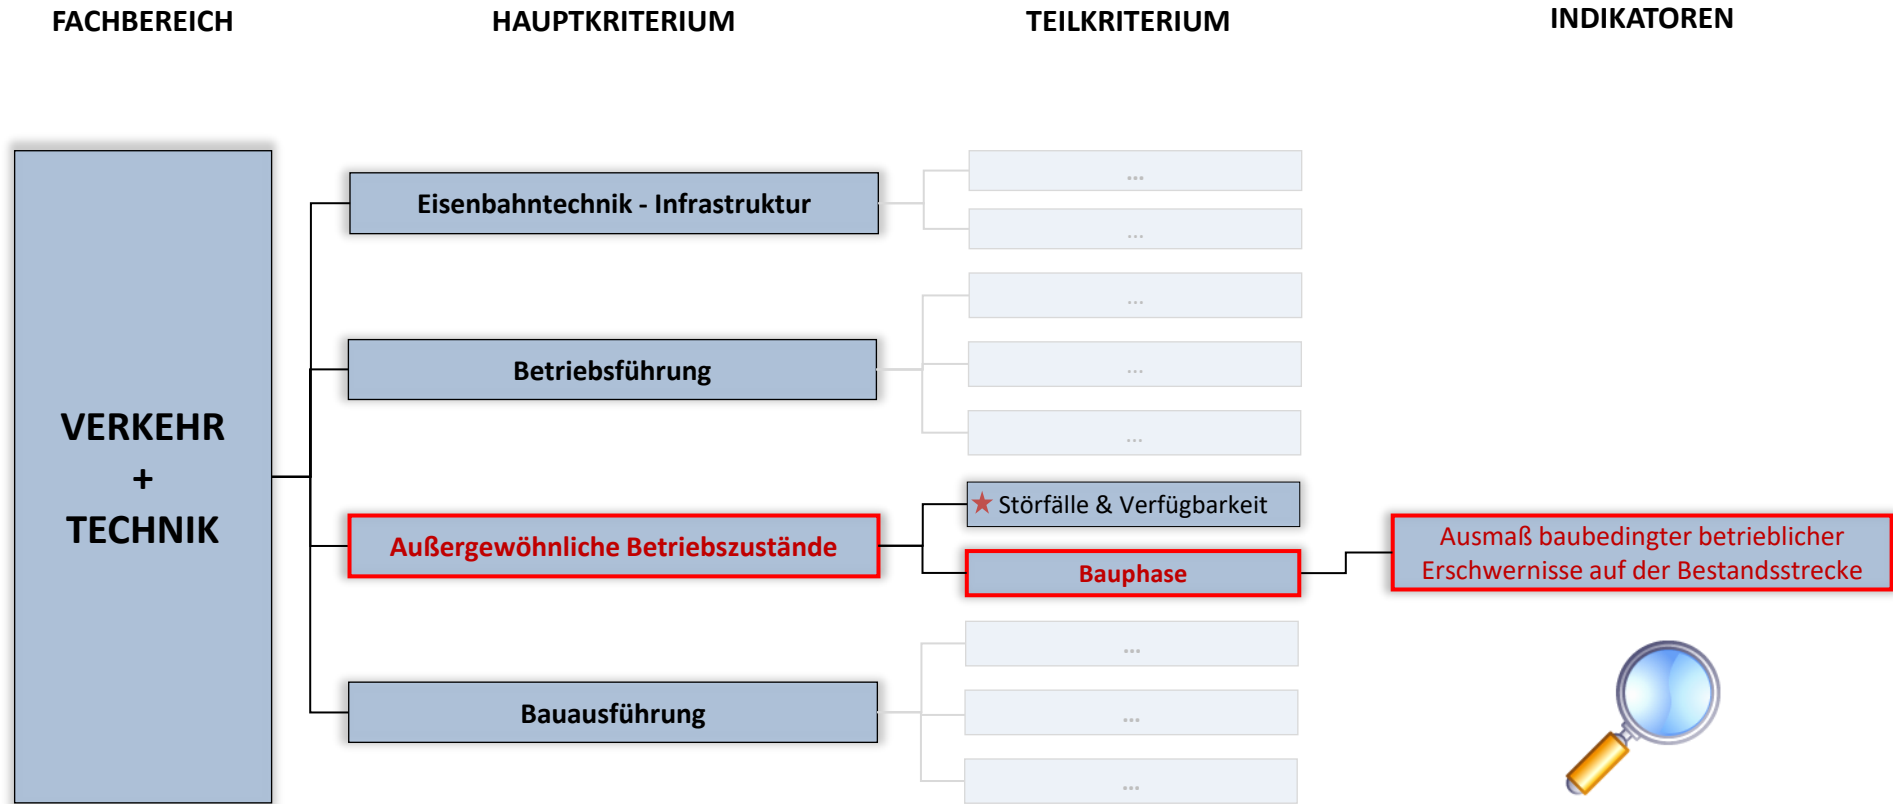 FACHBEREICH
HAUPTKRITERIUM
TEILKRITERIUM
INDIKATOREN
VERKEHR
+
TECHNIK
Eisenbahntechnik - Infrastruktur
...
...
Betriebsführung
...
...
...
Außergewöhnliche Betriebszustände
Störfälle & Verfügbarkeit
Bauphase
Ausmaß baubedingter betrieblicher
Erschwernisse auf der Bestandsstrecke
Bauausführung
...
...
...